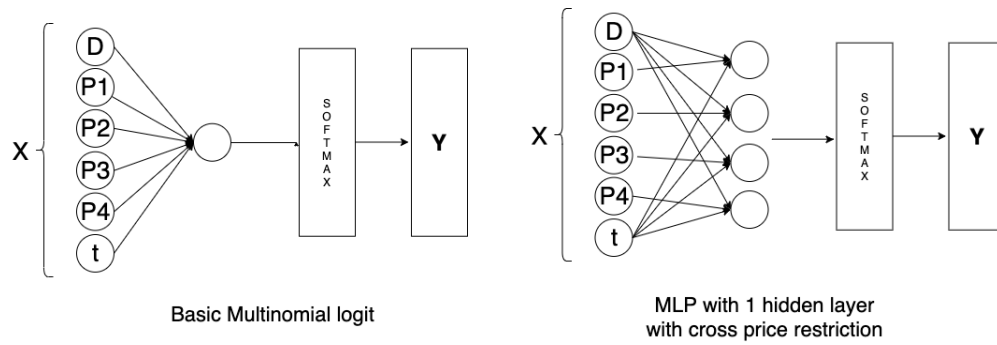 D
P1
P2
P3
P4
t
X
SOFTMAX
Y
Basic Multinomial logit
D
P1
P2
P3
P4
t
X
SOFTMAX
Y
MLP with 1 hidden layer
with cross price restriction